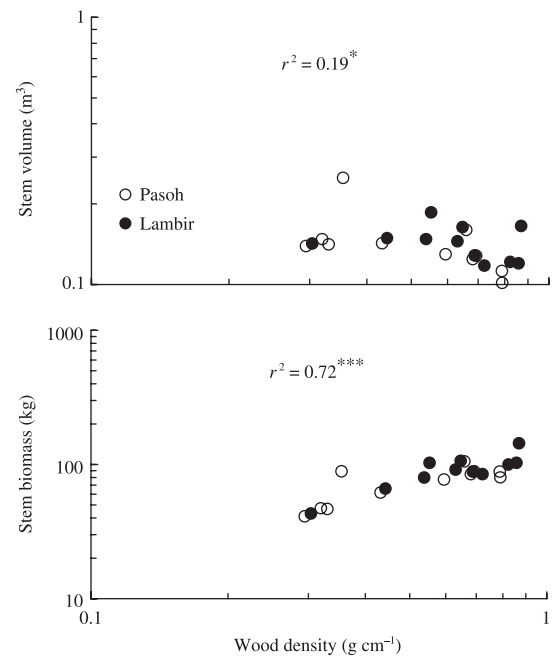 1
Stem volume (m³)
r² = 0.19*
Pasoh
Lambir
0.1
1000
Stem biomass (kg)
r² = 0.72***
100
10
0.1
1
Wood density (g cm⁻¹)